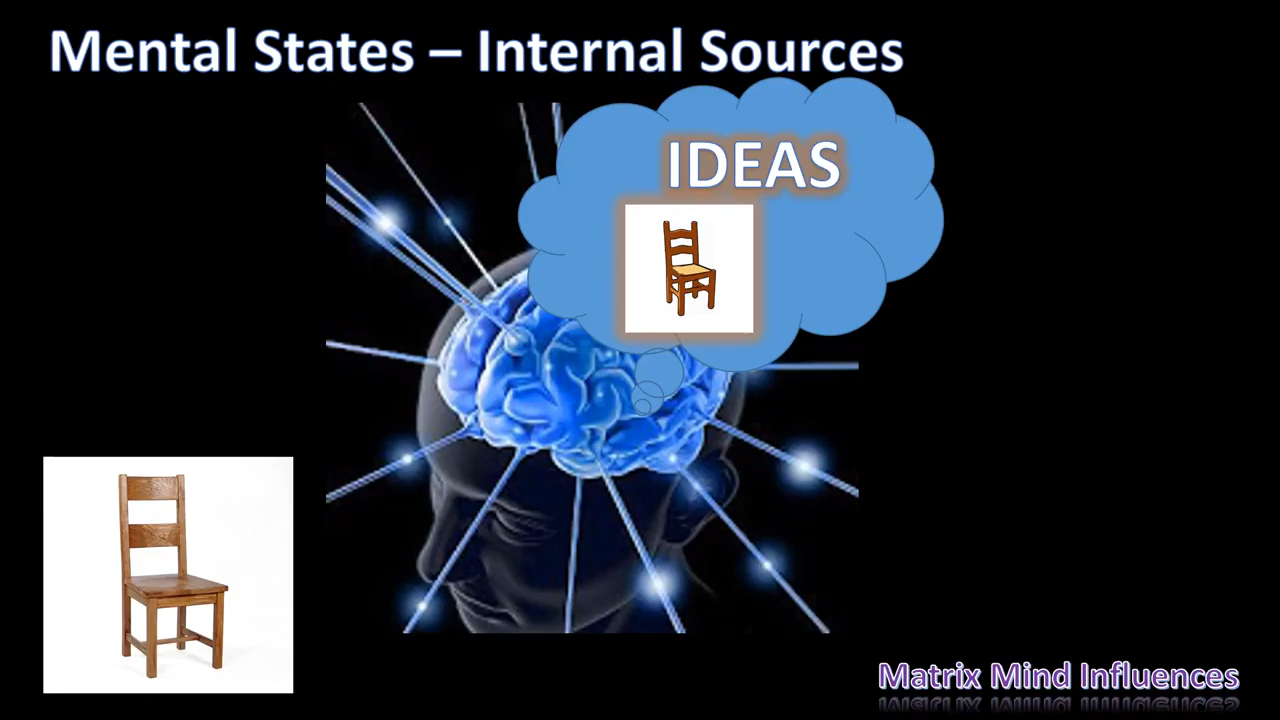 Mental States – Internal Sources
IDEAS
Matrix Mind Influences